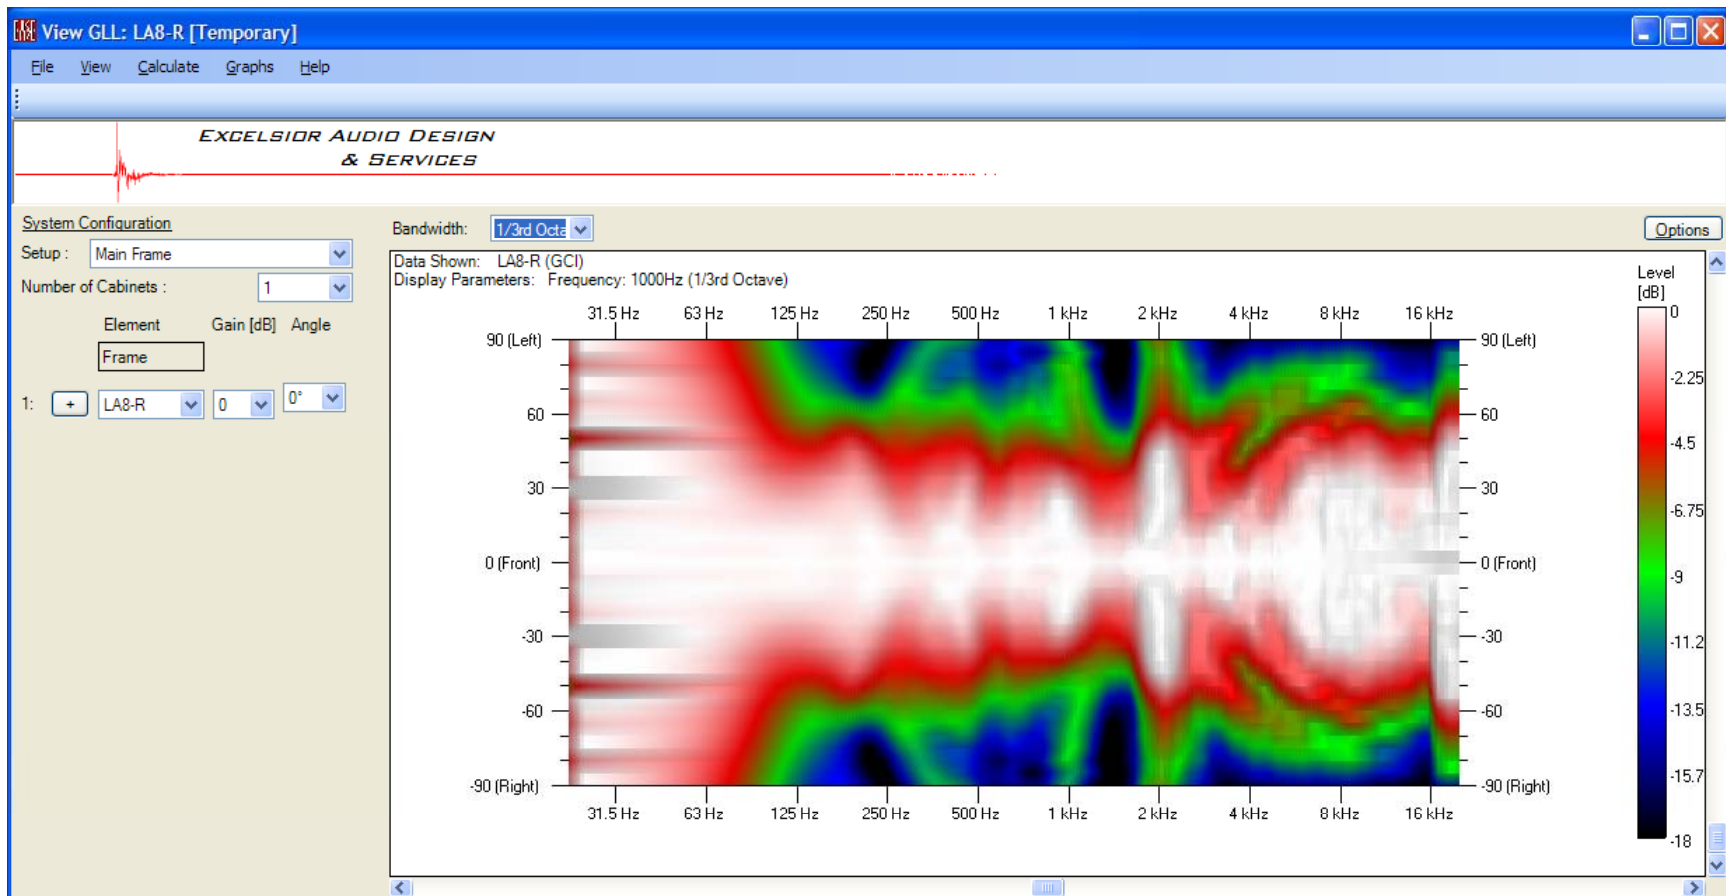 View GLL: LA8-R [Temporary]
File View Calculate Graphs Help
EXCELSIOR AUDIO DESIGN
& SERVICES
System Configuration
Setup : Main Frame
Number of Cabinets : 1
Element Gain [dB] Angle
Frame
1: + LA8-R 0 0°
Bandwidth: 1/3rd Octa
Options
Data Shown: LA8-R (GCI)
Display Parameters: Frequency: 1000Hz (1/3rd Octave)
31.5 Hz 63 Hz 125 Hz 250 Hz 500 Hz 1 kHz 2 kHz 4 kHz 8 kHz 16 kHz
90 (Left) 90 (Left)
60 60
30 30
0 (Front) 0 (Front)
-30 -30
-60 -60
-90 (Right) -90 (Right)
31.5 Hz 63 Hz 125 Hz 250 Hz 500 Hz 1 kHz 2 kHz 4 kHz 8 kHz 16 kHz
Level
[dB]
0
-2.25
-4.5
-6.75
-9
-11.2
-13.5
-15.7
-18